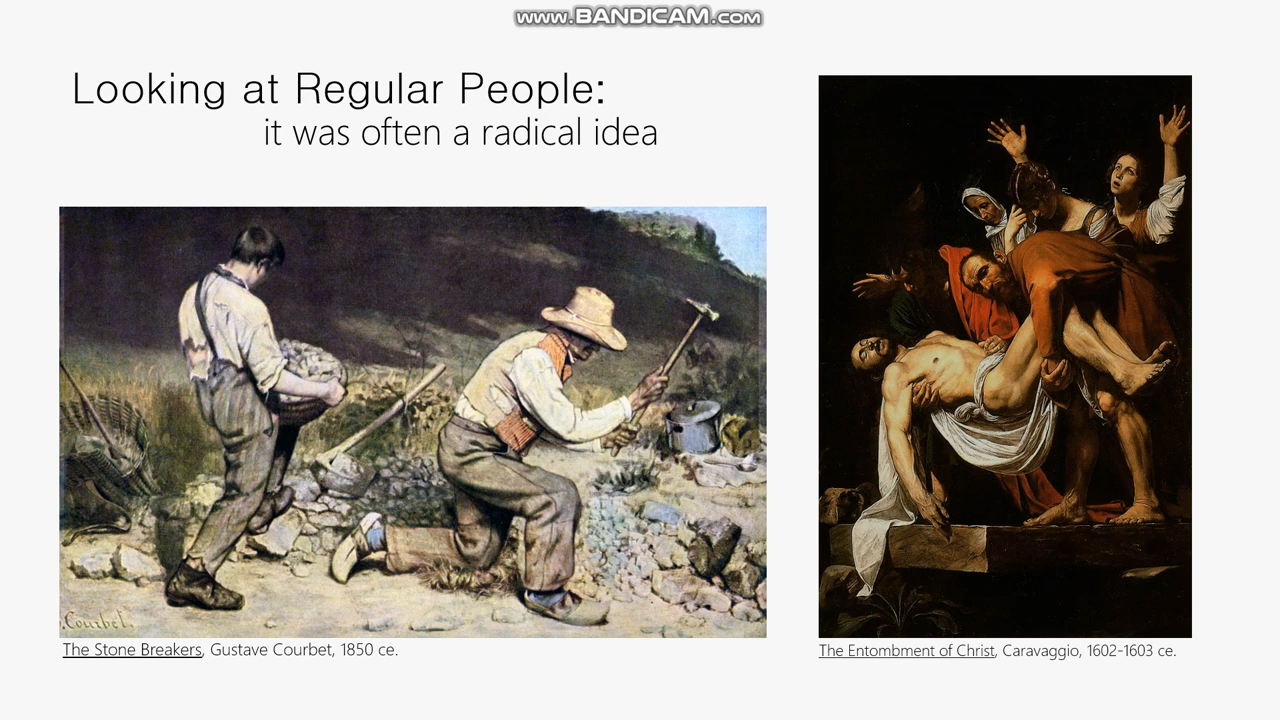 www.BANDICAM.com
Looking at Regular People:
it was often a radical idea
.Courbet.
The Stone Breakers, Gustave Courbet, 1850 ce.
The Entombment of Christ, Caravaggio, 1602-1603 ce.